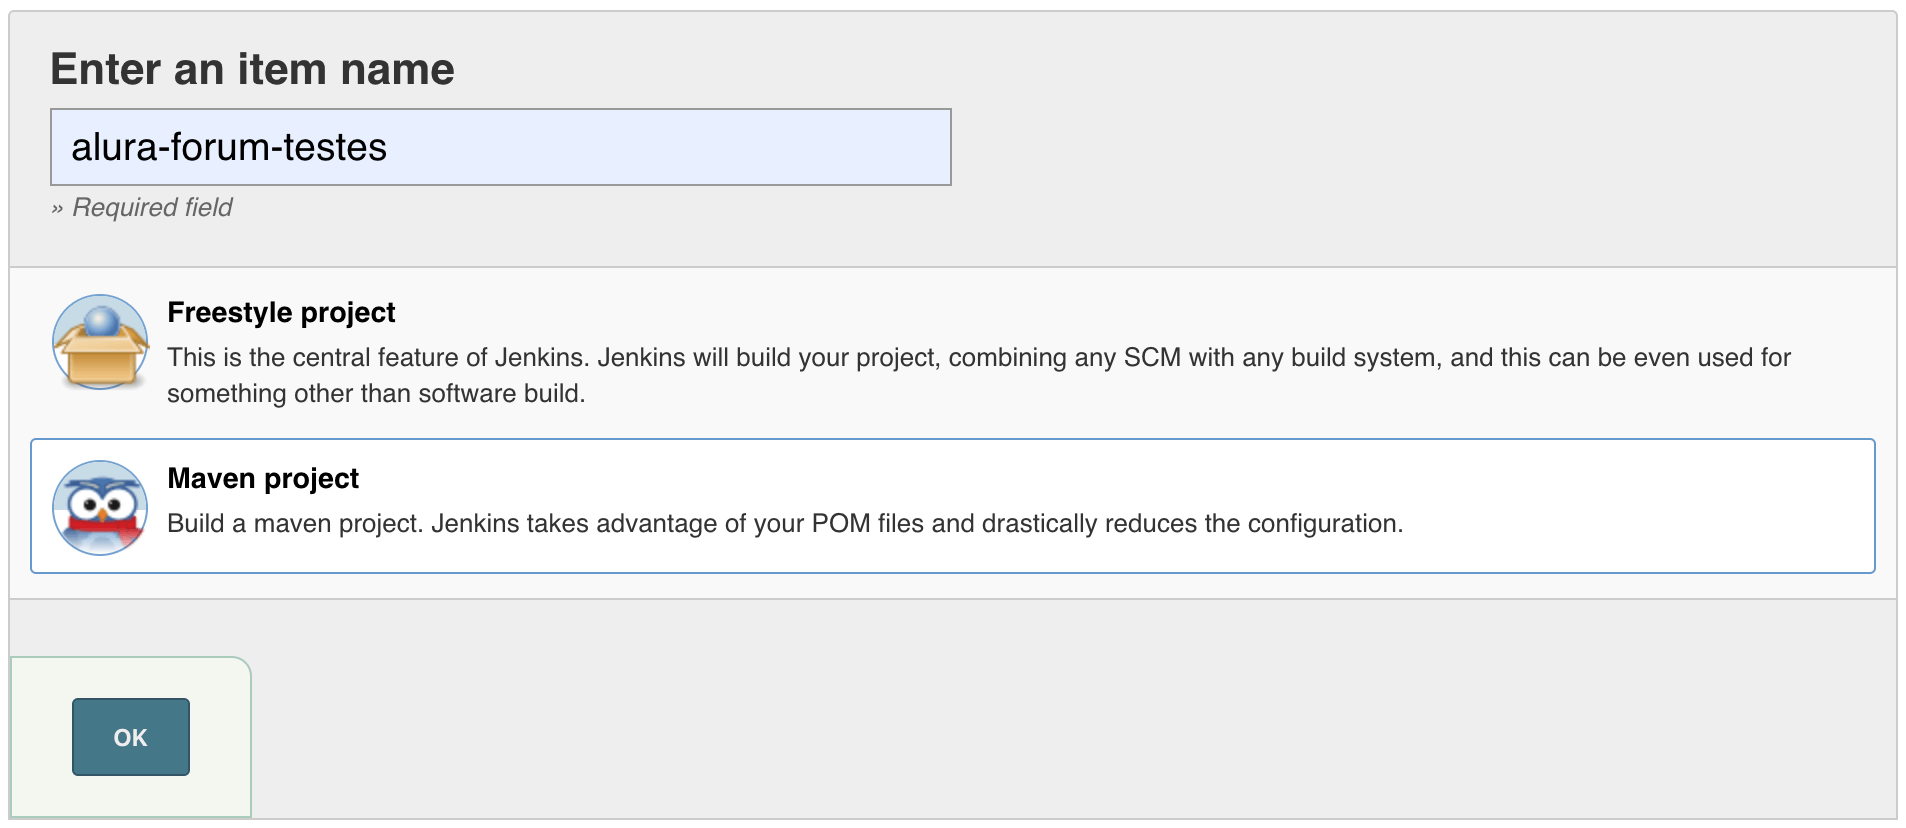 Enter an item name
alura-forum-testes
» Required field
Freestyle project
This is the central feature of Jenkins. Jenkins will build your project, combining any SCM with any build system, and this can be even used for
something other than software build.
Maven project
Build a maven project. Jenkins takes advantage of your POM files and drastically reduces the configuration.
OK